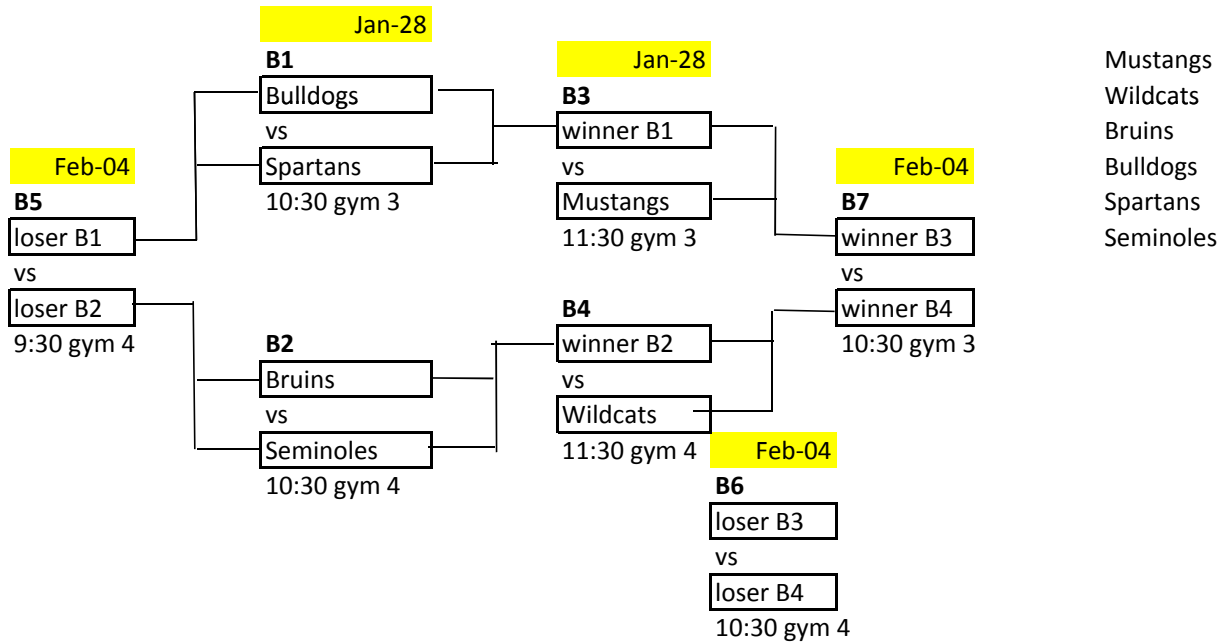 Jan-28
B1
Bulldogs
vs
Spartans
10:30 gym 3
Jan-28
B3
winner B1
vs
Mustangs
11:30 gym 3
Mustangs
Wildcats
Bruins
Bulldogs
Spartans
Seminoles
Feb-04
B5
loser B1
vs
loser B2
9:30 gym 4
Feb-04
B7
winner B3
vs
winner B4
10:30 gym 3
B2
Bruins
vs
Seminoles
10:30 gym 4
B4
winner B2
vs
Wildcats
11:30 gym 4
Feb-04
B6
loser B3
vs
loser B4
10:30 gym 4